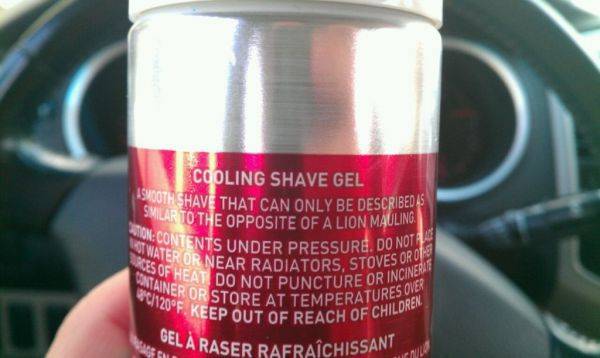 COOLING SHAVE GEL
A SMOOTH SHAVE THAT CAN ONLY BE DESCRIBED AS
SIMILAR TO THE OPPOSITE OF A LION MAULING.
CAUTION: CONTENTS UNDER PRESSURE. DO NOT PLACE
IN HOT WATER OR NEAR RADIATORS, STOVES OR OTHER
SOURCES OF HEAT. DO NOT PUNCTURE OR INCINERATE
CONTAINER OR STORE AT TEMPERATURES OVER
48°C/120°F. KEEP OUT OF REACH OF CHILDREN.
GEL À RASER RAFRAÎCHISSANT